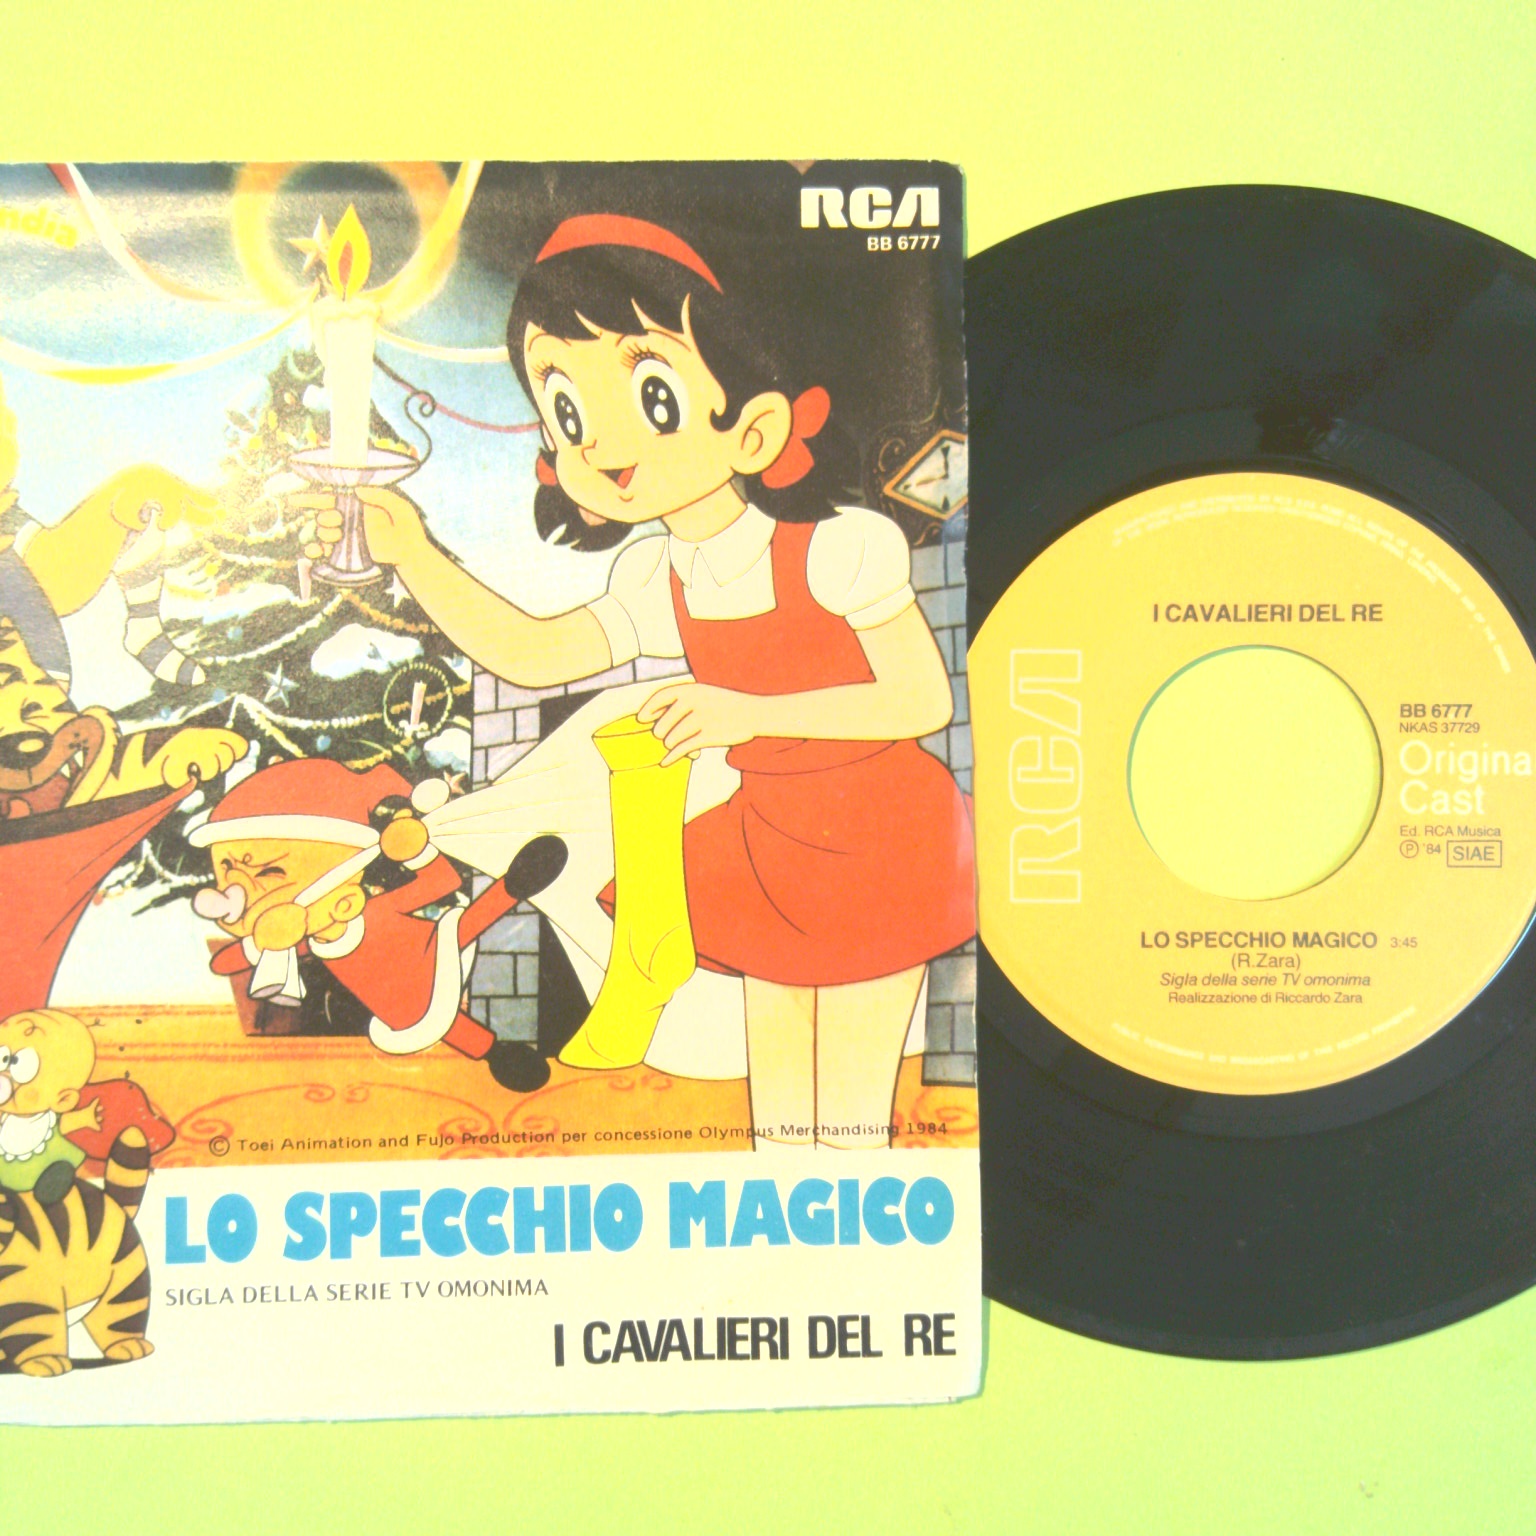 RCA
BB 6777
© Toei Animation and Fujo Production per concessione Olympus Merchandising 1984
LO SPECCHIO MAGICO
SIGLA DELLA SERIE TV OMONIMA
I CAVALIERI DEL RE
I CAVALIERI DEL RE
RCA
BB 6777
NKAS 37729
Original
Cast
Ed. RCA Musica
Ⓟ '84 SIAE
LO SPECCHIO MAGICO 3:45
(R.Zara)
Sigla della serie TV omonima
Realizzazione di Riccardo Zara